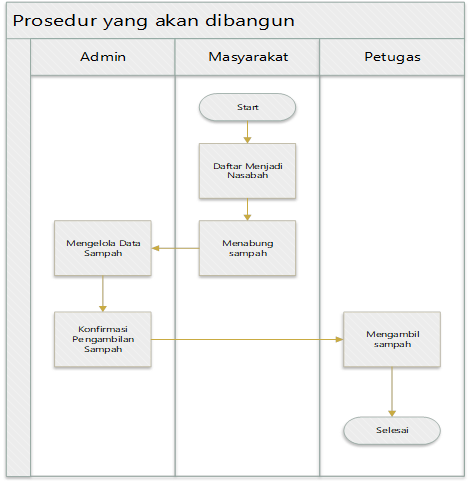 Prosedur yang akan dibangun
Admin
Masyarakat
Petugas
Start
Daftar Menjadi
Nasabah
Mengelola Data
Sampah
Menabung
sampah
Konfirmasi
Pengambilan
Sampah
Mengambil
sampah
Selesai